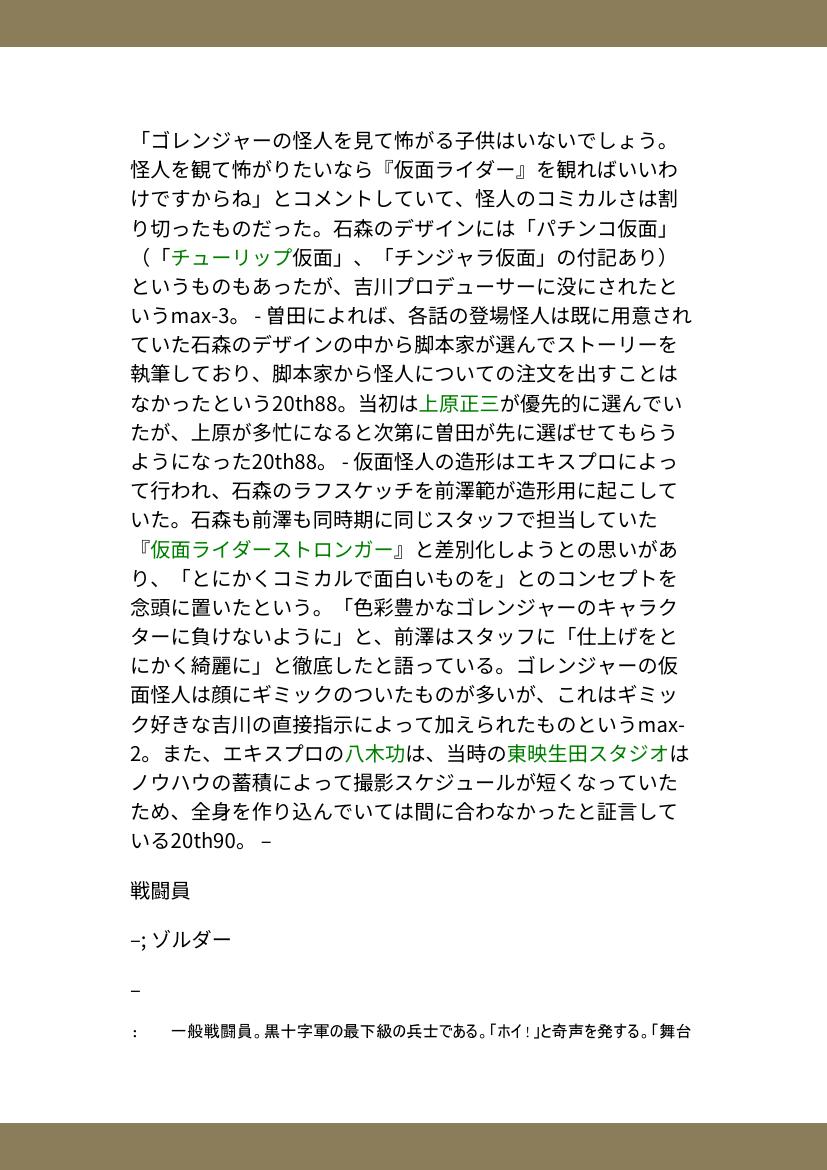 「ゴレンジャーの怪人を見て怖がる子供はいないでしょう。
怪人を観て怖がりたいなら『仮面ライダー』を観ればいいわ
けですからね」とコメントしていて、怪人のコミカルさは割
り切ったものだった。石森のデザインには「パチンコ仮面」
（「チューリップ仮面」、「チンジャラ仮面」の付記あり）
というものもあったが、吉川プロデューサーに没にされたと
いうmax-3。 - 曽田によれば、各話の登場怪人は既に用意され
ていた石森のデザインの中から脚本家が選んでストーリーを
執筆しており、脚本家から怪人についての注文を出すことは
なかったという20th88。当初は上原正三が優先的に選んでい
たが、上原が多忙になると次第に曽田が先に選ばせてもらう
ようになった20th88。 - 仮面怪人の造形はエキスプロによっ
て行われ、石森のラフスケッチを前澤範が造形用に起こして
いた。石森も前澤も同時期に同じスタッフで担当していた
『仮面ライダーストロンガー』と差別化しようとの思いがあ
り、「とにかくコミカルで面白いものを」とのコンセプトを
念頭に置いたという。「色彩豊かなゴレンジャーのキャラク
ターに負けないように」と、前澤はスタッフに「仕上げをと
にかく綺麗に」と徹底したと語っている。ゴレンジャーの仮
面怪人は顔にギミックのついたものが多いが、これはギミッ
ク好きな吉川の直接指示によって加えられたものというmax-
2。また、エキスプロの八木功は、当時の東映生田スタジオは
ノウハウの蓄積によって撮影スケジュールが短くなっていた
ため、全身を作り込んでいては間に合わなかったと証言して
いる20th90。 –
戦闘員
–; ゾルダー
–
: 一般戦闘員。黒十字軍の最下級の兵士である。「ホイ!」と奇声を発する。「舞台